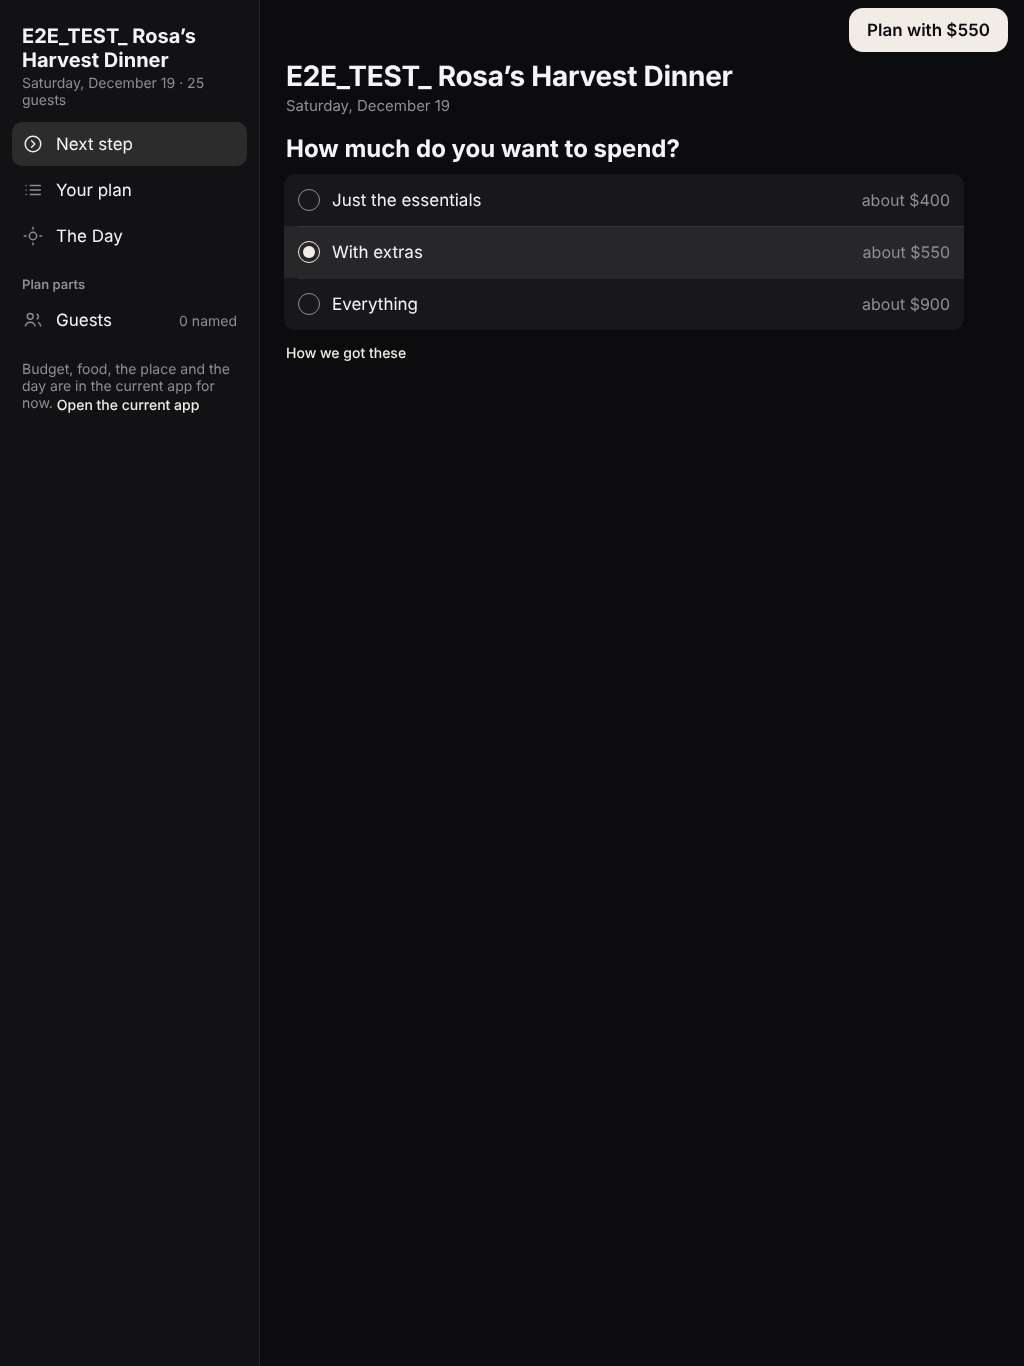 E2E_TEST_ Rosa’s
Harvest Dinner
Saturday, December 19 · 25
guests
Next step
Your plan
The Day
Plan parts
Guests 0 named
Budget, food, the place and the
day are in the current app for
now. Open the current app
Plan with $550
E2E_TEST_ Rosa’s Harvest Dinner
Saturday, December 19
How much do you want to spend?
Just the essentials about $400
With extras about $550
Everything about $900
How we got these